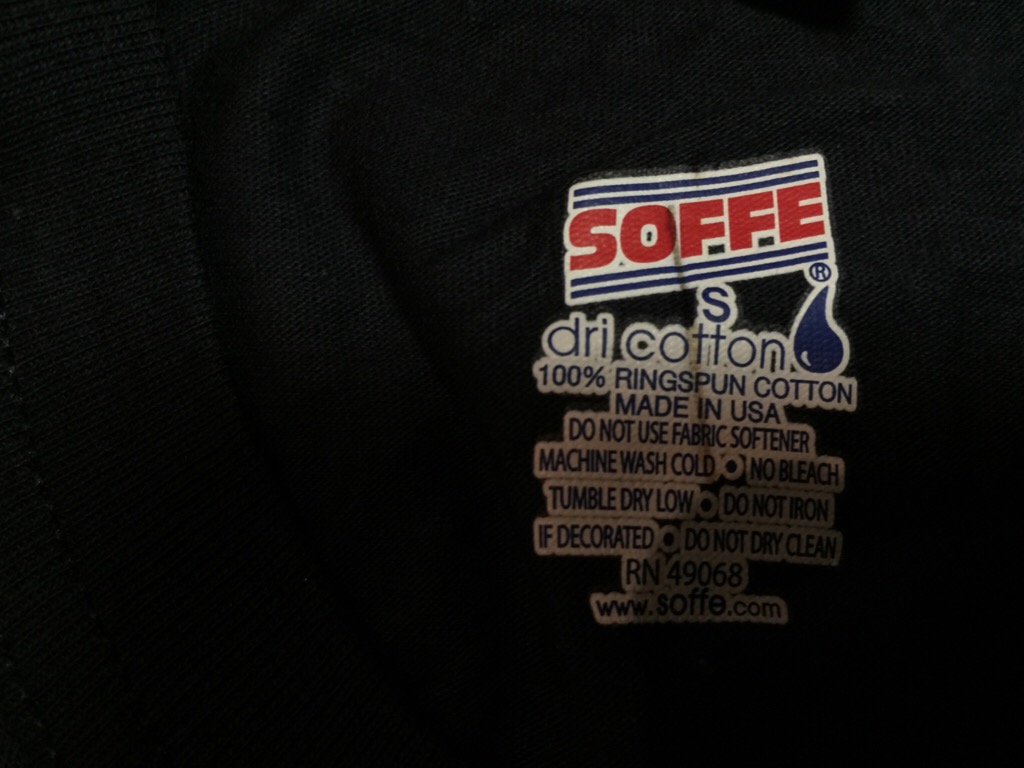 SOFFE
®
S
dri cotton
100% RINGSPUN COTTON
MADE IN USA
DO NOT USE FABRIC SOFTENER
MACHINE WASH COLD • NO BLEACH
TUMBLE DRY LOW • DO NOT IRON
IF DECORATED • DO NOT DRY CLEAN
RN 49068
www.soffe.com